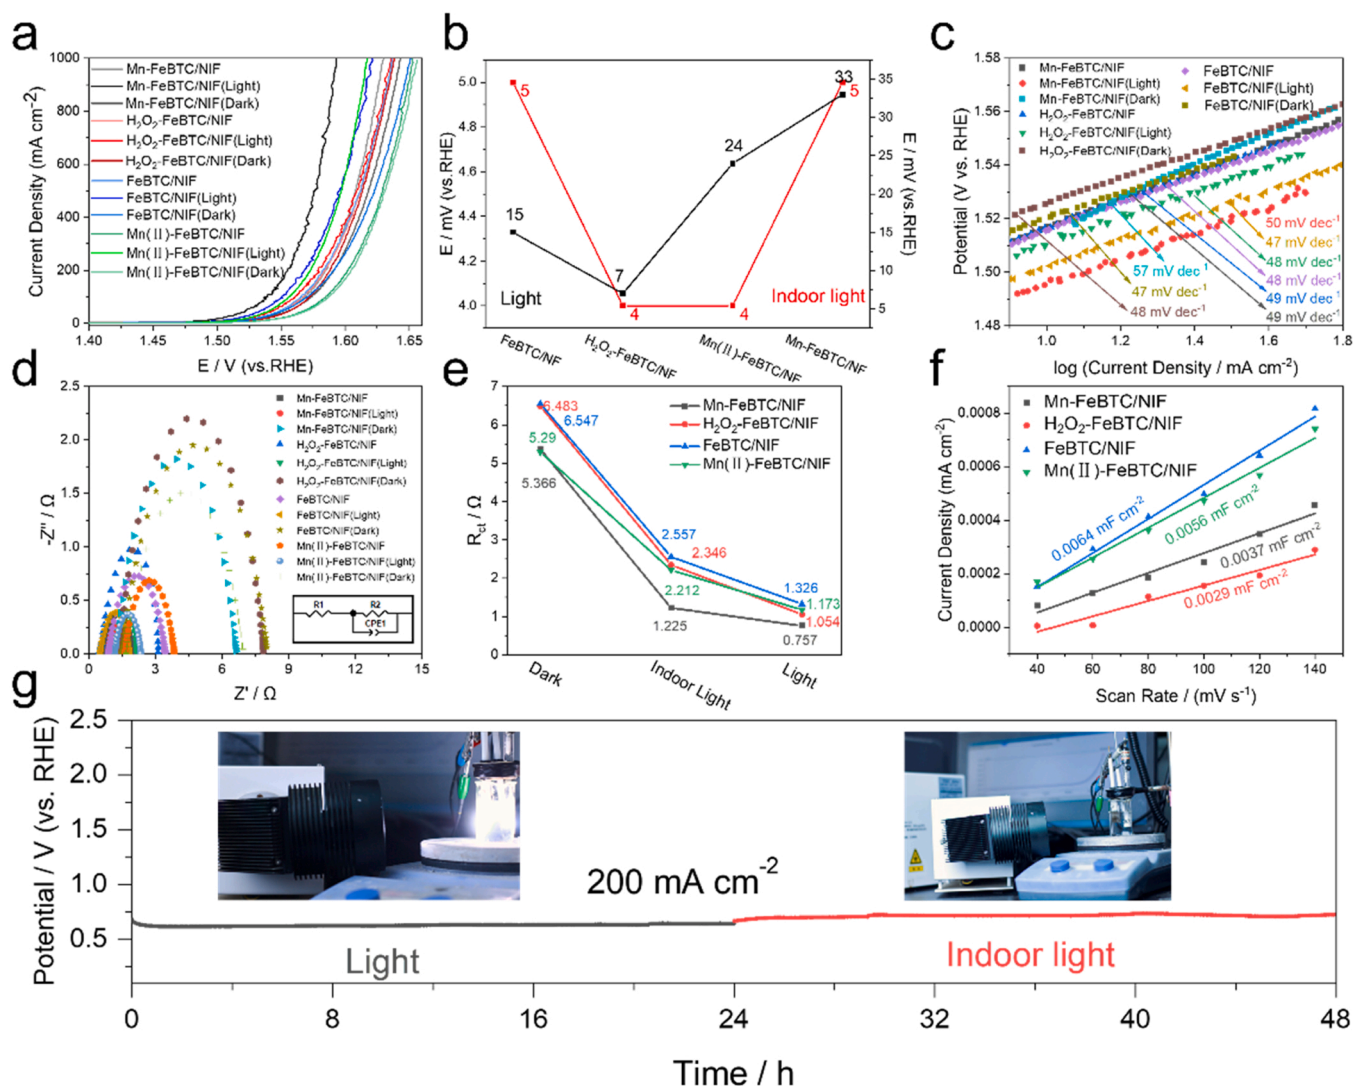 a
Current Density (mA cm⁻²)
1000
800
600
400
200
0
Mn-FeBTC/NIF
Mn-FeBTC/NIF(Light)
Mn-FeBTC/NIF(Dark)
H₂O₂-FeBTC/NIF
H₂O₂-FeBTC/NIF(Light)
H₂O₂-FeBTC/NIF(Dark)
FeBTC/NIF
FeBTC/NIF(Light)
FeBTC/NIF(Dark)
Mn(Ⅱ)-FeBTC/NIF
Mn(Ⅱ)-FeBTC/NIF(Light)
Mn(Ⅱ)-FeBTC/NIF(Dark)
1.40 1.45 1.50 1.55 1.60 1.65
E / V (vs.RHE)
b
E / mV (vs.RHE)
5.0
4.8
4.6
4.4
4.2
4.0
5
15
7
4
24
4
33
5
Light
Indoor light
35
30
25
20
15
10
5
E / mV (vs.RHE)
FeBTC/NF
H₂O₂-FeBTC/NF
Mn(Ⅱ)-FeBTC/NF
Mn-FeBTC/NF
c
Potential (V vs. RHE)
1.58
1.56
1.54
1.52
1.50
1.48
Mn-FeBTC/NIF
Mn-FeBTC/NIF(Light)
Mn-FeBTC/NIF(Dark)
H₂O₂-FeBTC/NIF
H₂O₂-FeBTC/NIF(Light)
H₂O₂-FeBTC/NIF(Dark)
FeBTC/NIF
FeBTC/NIF(Light)
FeBTC/NIF(Dark)
50 mV dec⁻¹
47 mV dec⁻¹
48 mV dec⁻¹
48 mV dec⁻¹
49 mV dec⁻¹
49 mV dec⁻¹
57 mV dec⁻¹
47 mV dec⁻¹
48 mV dec⁻¹
1.0 1.2 1.4 1.6 1.8
log (Current Density / mA cm⁻²)
d
-Z'' / Ω
2.5
2.0
1.5
1.0
0.5
0.0
Mn-FeBTC/NIF
Mn-FeBTC/NIF(Light)
Mn-FeBTC/NIF(Dark)
H₂O₂-FeBTC/NIF
H₂O₂-FeBTC/NIF(Light)
H₂O₂-FeBTC/NIF(Dark)
FeBTC/NIF
FeBTC/NIF(Light)
FeBTC/NIF(Dark)
Mn(Ⅱ)-FeBTC/NIF
Mn(Ⅱ)-FeBTC/NIF(Light)
Mn(Ⅱ)-FeBTC/NIF(Dark)
R1 R2
CPE1
0 3 6 9 12 15
Z' / Ω
e
Rct / Ω
7
6
5
4
3
2
1
0
Mn-FeBTC/NIF
H₂O₂-FeBTC/NIF
FeBTC/NIF
Mn(Ⅱ)-FeBTC/NIF
6.483
6.547
5.29
5.366
2.557
2.346
2.212
1.225
1.326
1.173
1.054
0.757
Dark
Indoor Light
Light
f
Current Density (mA cm⁻²)
0.0008
0.0006
0.0004
0.0002
0.0000
Mn-FeBTC/NIF
H₂O₂-FeBTC/NIF
FeBTC/NIF
Mn(Ⅱ)-FeBTC/NIF
0.0064 mF cm⁻²
0.0056 mF cm⁻²
0.0037 mF cm⁻²
0.0029 mF cm⁻²
40 60 80 100 120 140
Scan Rate / (mV s⁻¹)
g
Potential / V (vs. RHE)
2.5
2.0
1.5
1.0
0.5
200 mA cm⁻²
Light
Indoor light
0 8 16 24 32 40 48
Time / h